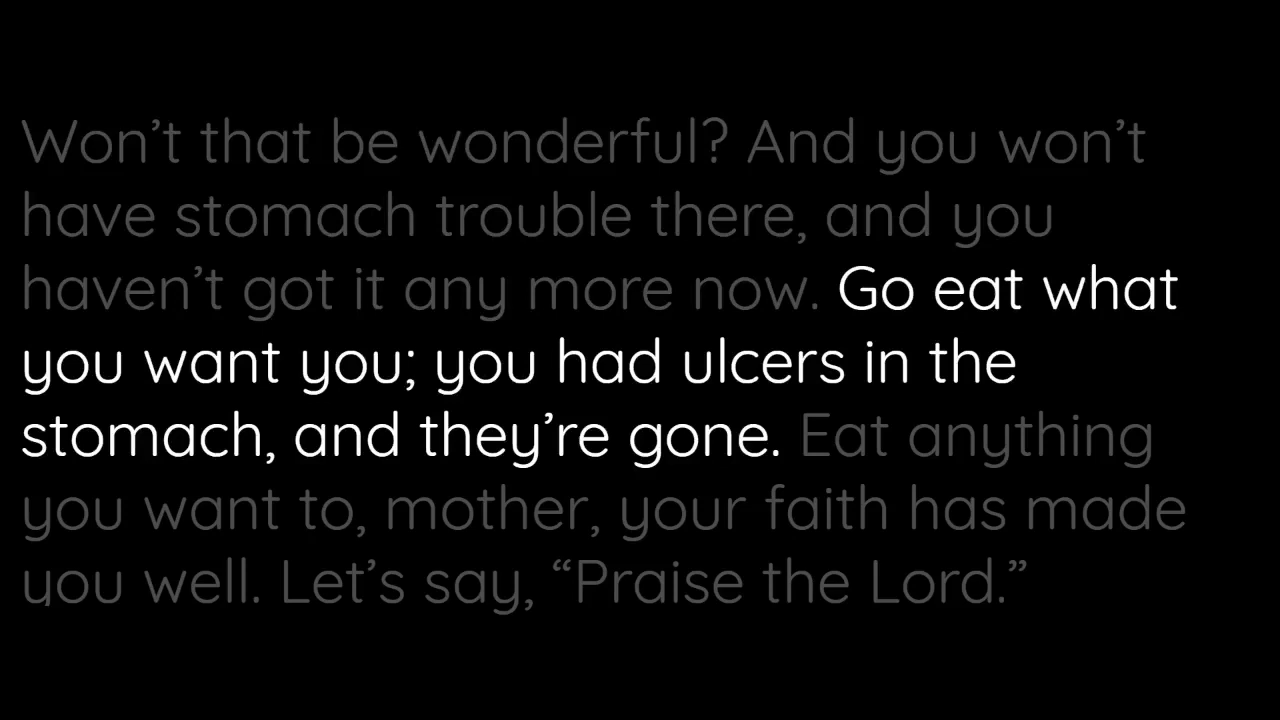 Won’t that be wonderful? And you won’t
have stomach trouble there, and you
haven’t got it any more now. Go eat what
you want you; you had ulcers in the
stomach, and they’re gone. Eat anything
you want to, mother, your faith has made
you well. Let’s say, “Praise the Lord.”